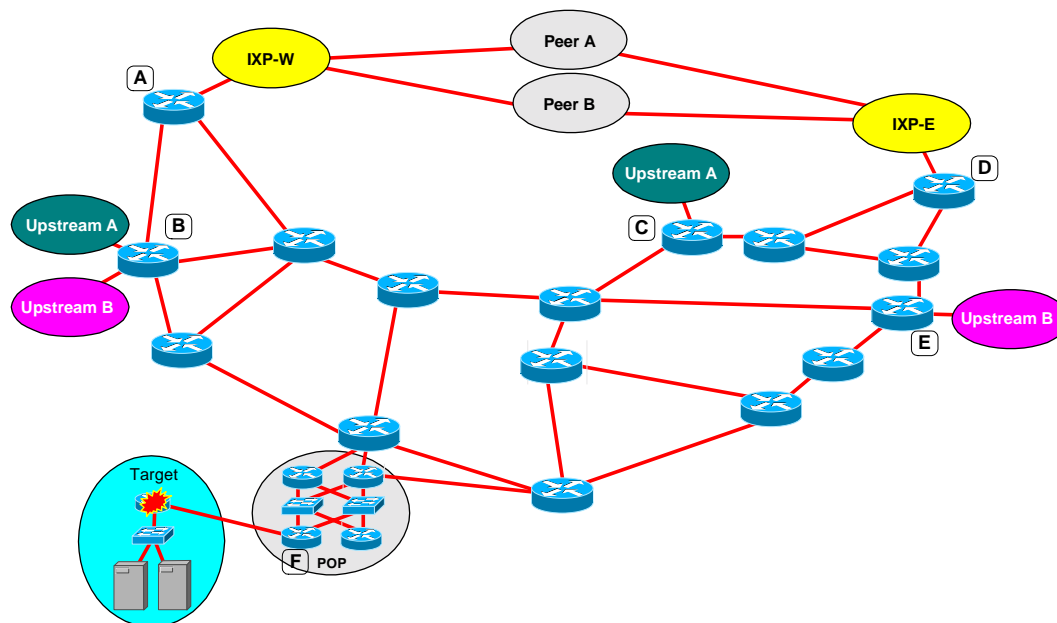 IXP-W
Peer A
A
Peer B
IXP-E
Upstream A
D
Upstream A
B
C
Upstream B
Upstream B
E
Target
F
POP